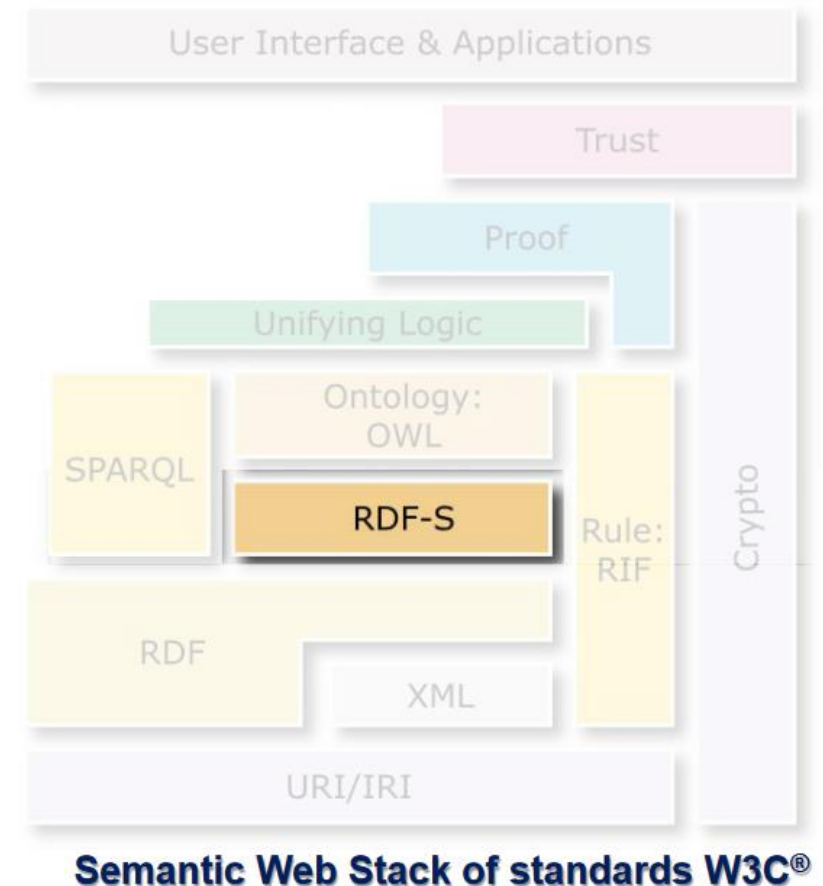 User Interface & Applications
Trust
Proof
Unifying Logic
Ontology:
OWL
SPARQL
RDF-S
Rule:
RIF
Crypto
RDF
XML
URI/IRI
Semantic Web Stack of standards W3C®